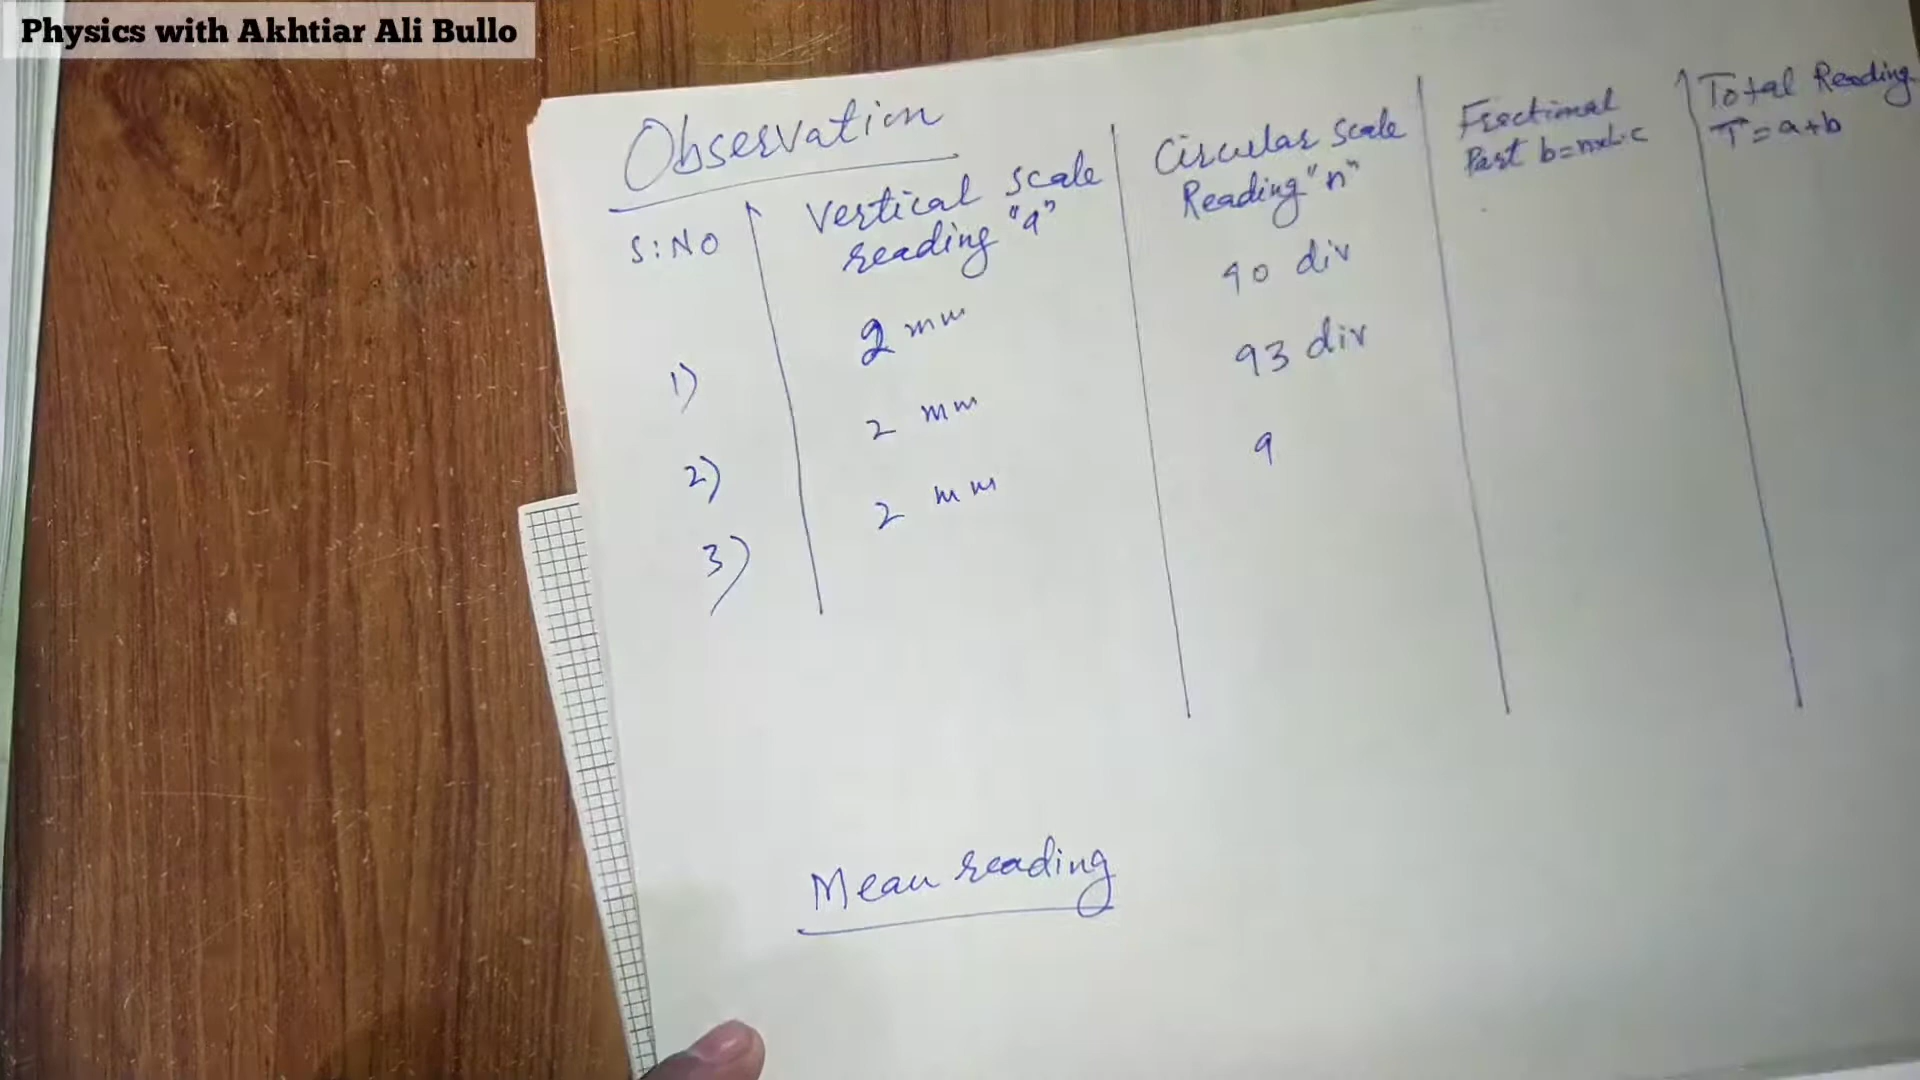 Physics with Akhtiar Ali Bullo
Observation
S:NO
Vertical scale
reading "a"
Circular scale
Reading "n"
Fractional
Part b=nxL.c
Total Reading
T=a+b
1)
2 mm
90 div
2)
2 mm
93 div
3)
2 mm
9
Mean reading